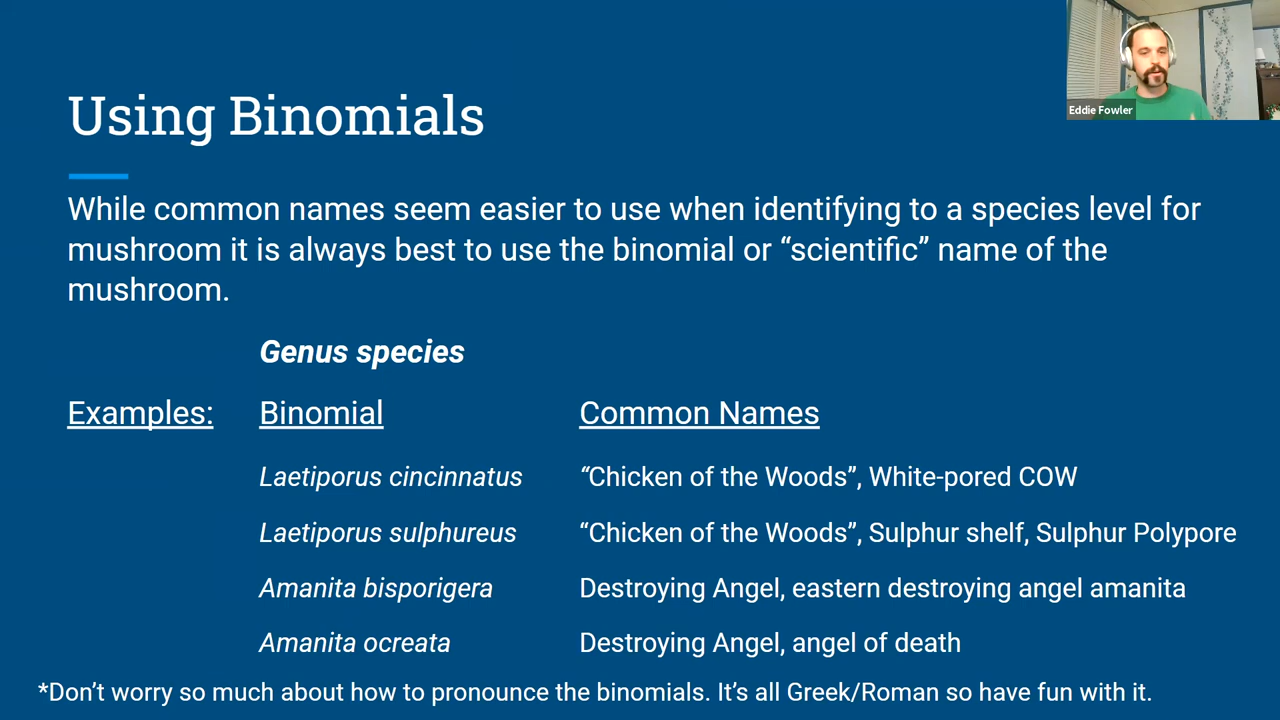 Eddie Fowler
Using Binomials
While common names seem easier to use when identifying to a species level for
mushroom it is always best to use the binomial or “scientific” name of the
mushroom.
Genus species
Examples: Binomial Common Names
Laetiporus cincinnatus “Chicken of the Woods”, White-pored COW
Laetiporus sulphureus “Chicken of the Woods”, Sulphur shelf, Sulphur Polypore
Amanita bisporigera Destroying Angel, eastern destroying angel amanita
Amanita ocreata Destroying Angel, angel of death
*Don’t worry so much about how to pronounce the binomials. It’s all Greek/Roman so have fun with it.